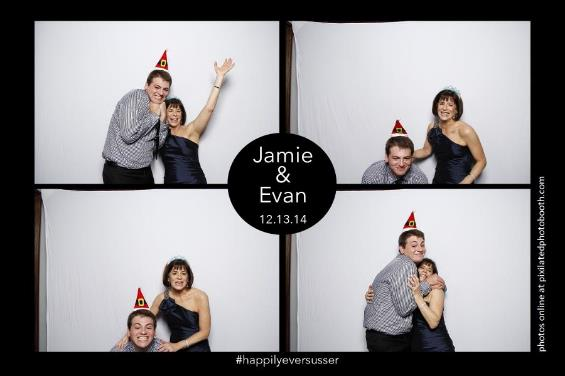 Jamie
&
Evan
12.13.14
photos online at pixilatedphotobooth.com
#happilyeversusser